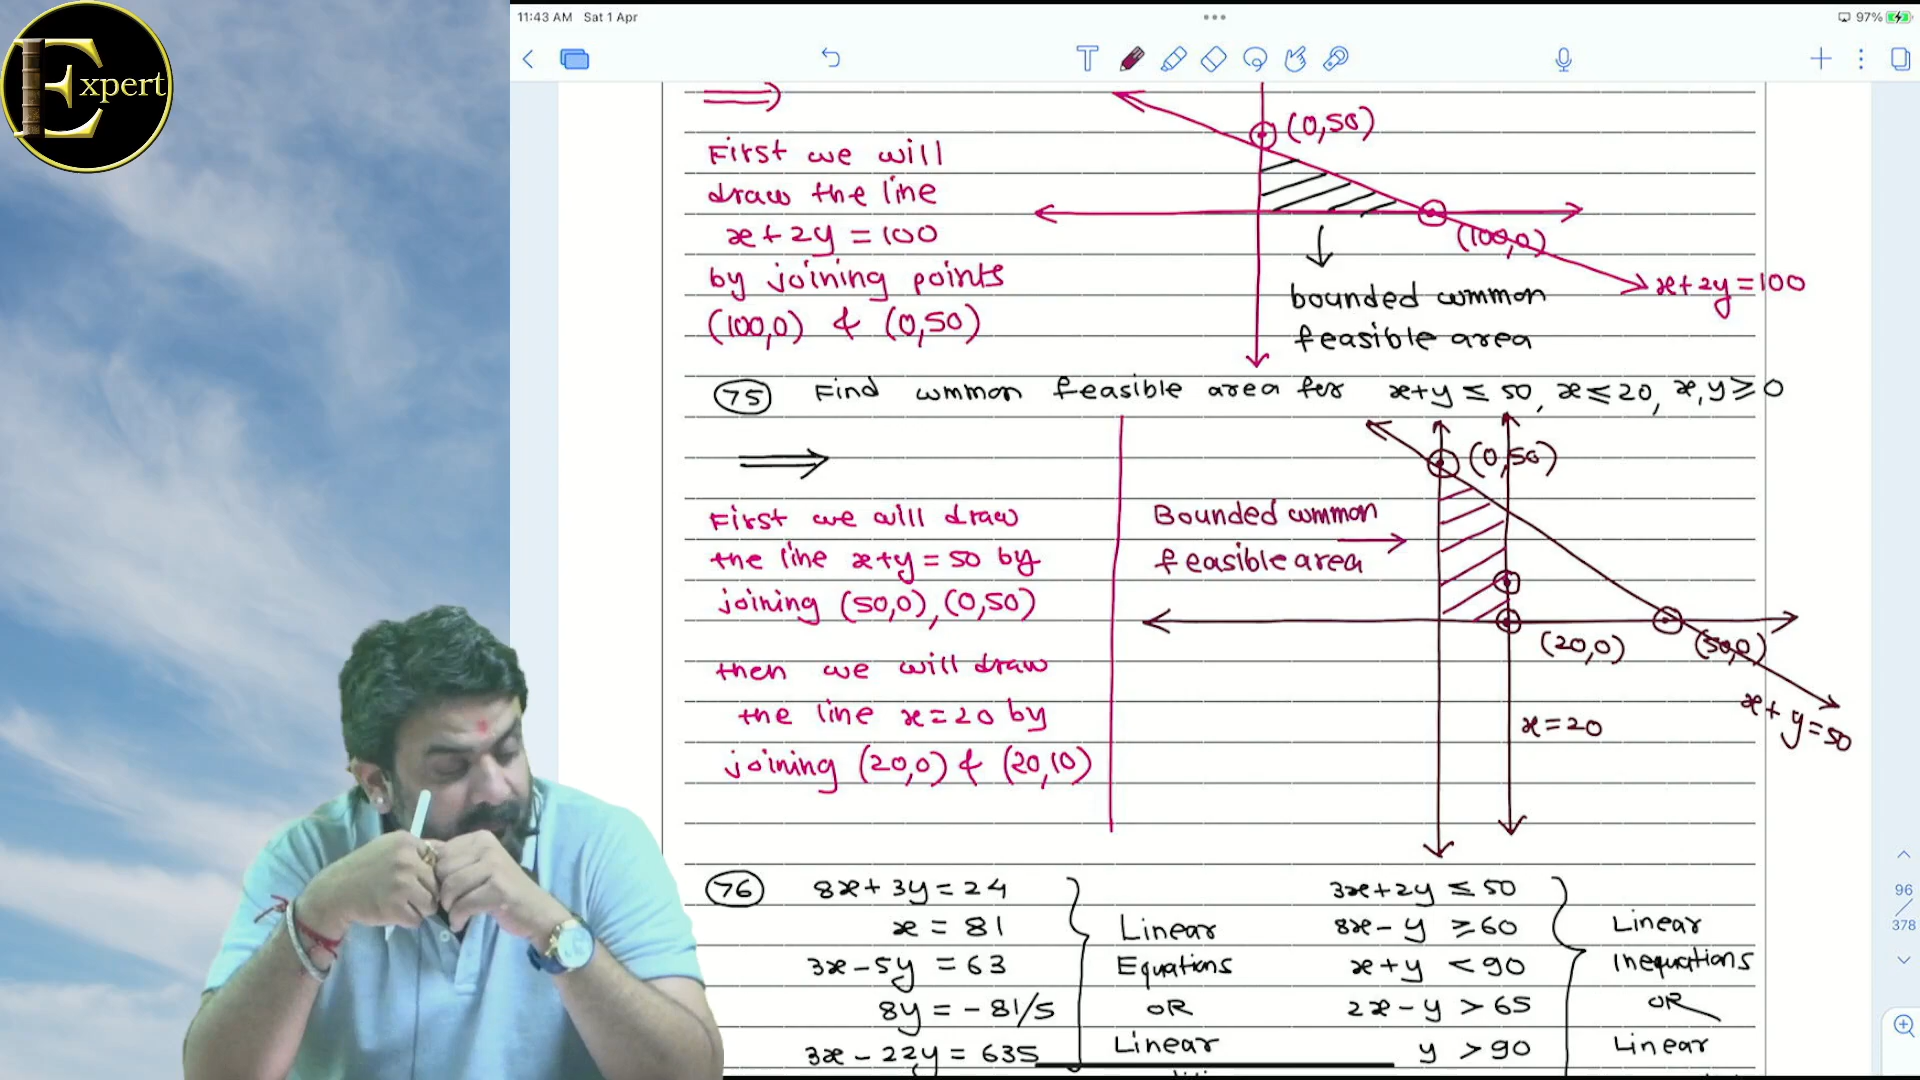 Expert
11:43 AM Sat 1 Apr
97%
(0,50)
First we will
draw the line
x+2y=100
by joining points
(100,0) & (0,50)
(100,0)
x+2y=100
bounded common
feasible area
75 Find common feasible area for x+y ≤ 50, x ≤ 20, x,y ≥ 0
First we will draw
the line x+y=50 by
joining (50,0), (0,50)
then we will draw
the line x=20 by
joining (20,0) & (20,10)
Bounded common
feasible area
(0,50)
(20,0)
(50,0)
x=20
x+y=50
76 8x+3y=24
x=81
3x-5y=63
8y=-81/5
3x-22y=635
Linear
Equations
OR
Linear
3x+2y ≤ 50
8x-y ≥ 60
x+y < 90
2x-y > 65
y > 90
Linear
Inequations
OR
Linear
96
378